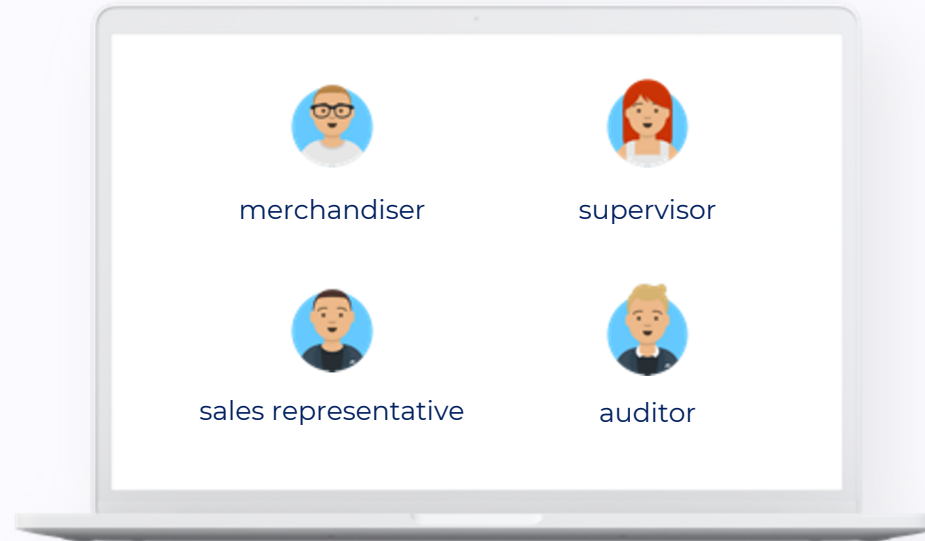 merchandiser
supervisor
sales representative
auditor